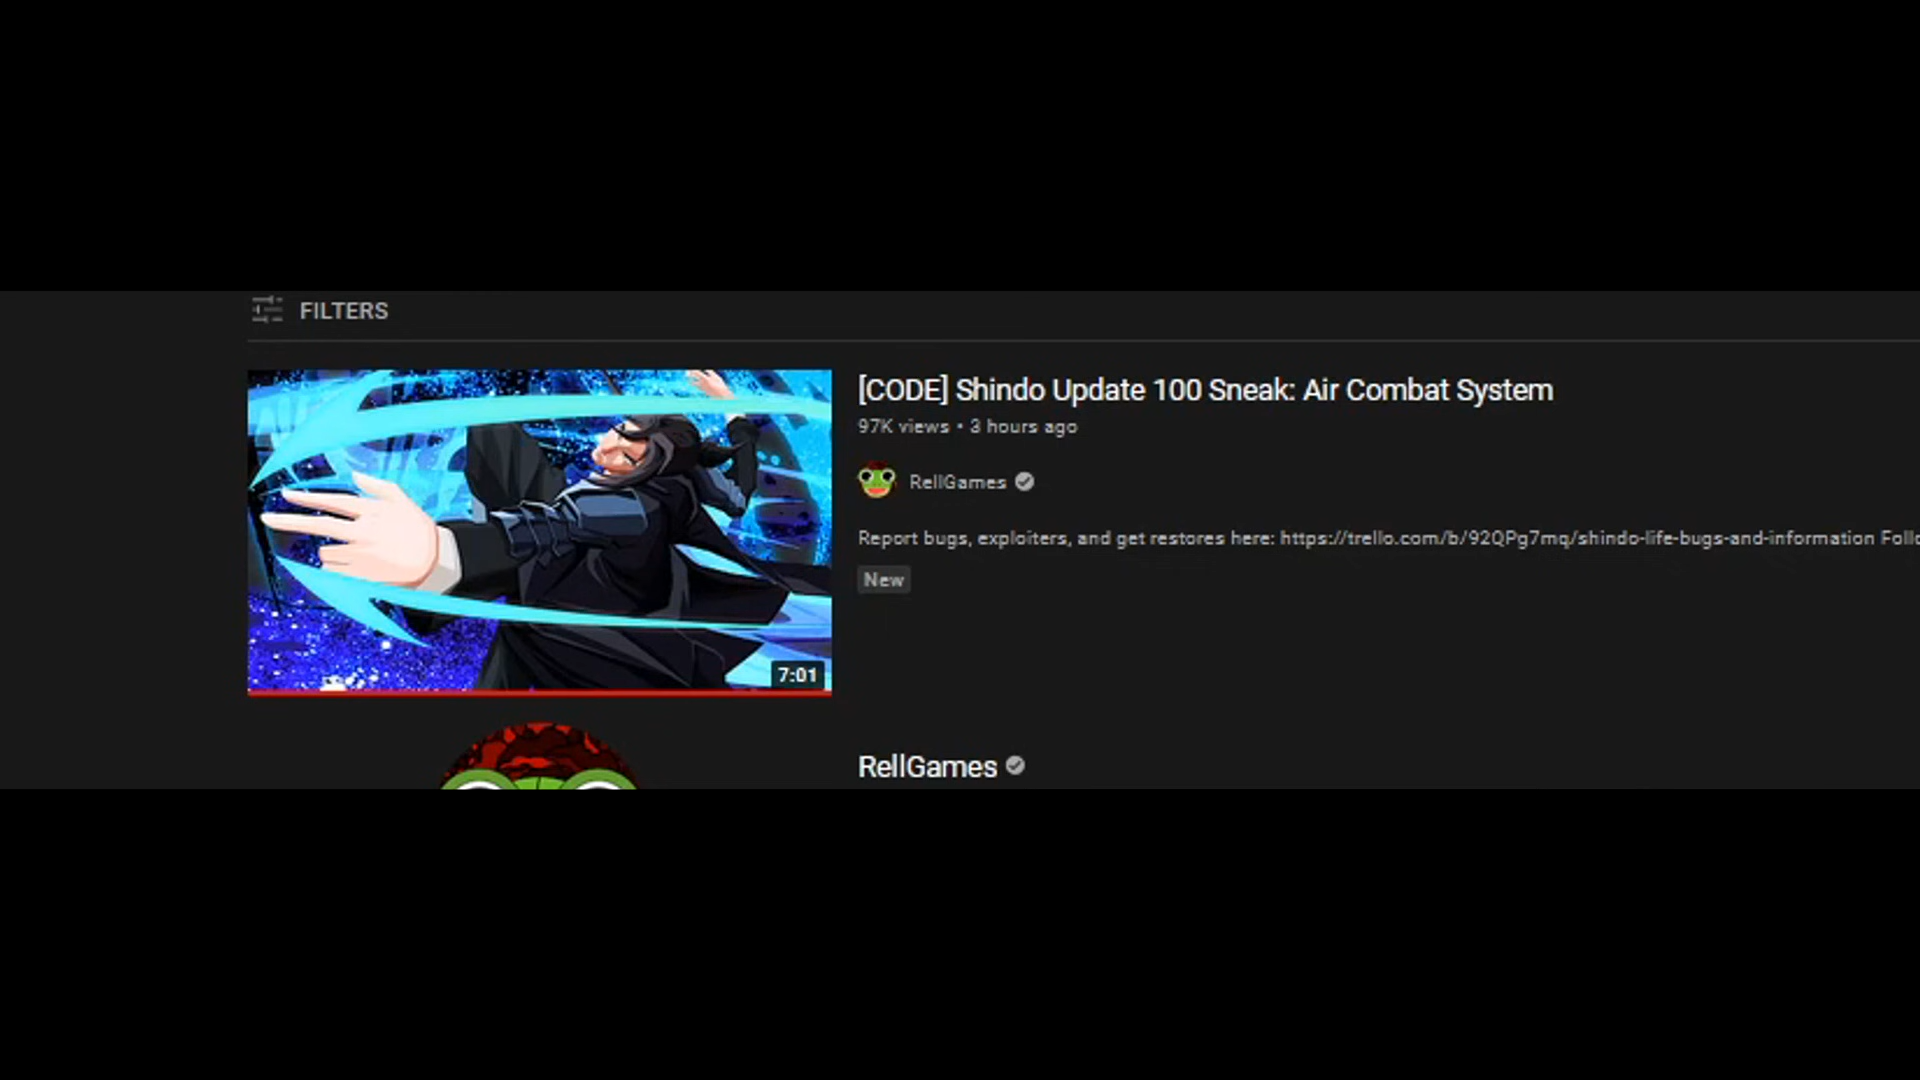 FILTERS
[CODE] Shindo Update 100 Sneak: Air Combat System
97K views • 3 hours ago
RellGames
Report bugs, exploiters, and get restores here: https://trello.com/b/92QPg7mq/shindo-life-bugs-and-information Follo
New
7:01
RellGames